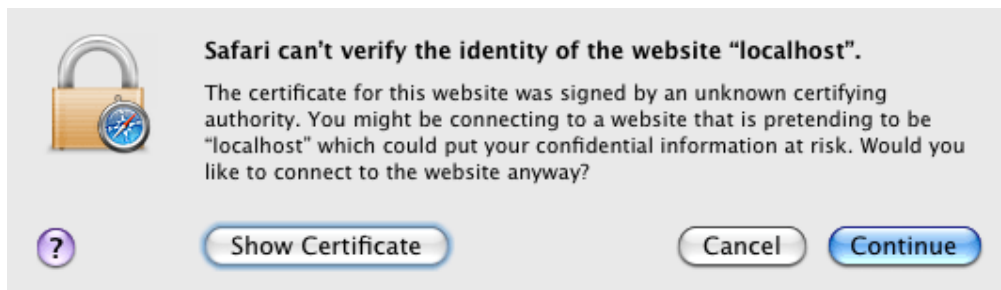 Safari can’t verify the identity of the website “localhost”.
The certificate for this website was signed by an unknown certifying
authority. You might be connecting to a website that is pretending to be
“localhost” which could put your confidential information at risk. Would you
like to connect to the website anyway?
? Show Certificate Cancel Continue